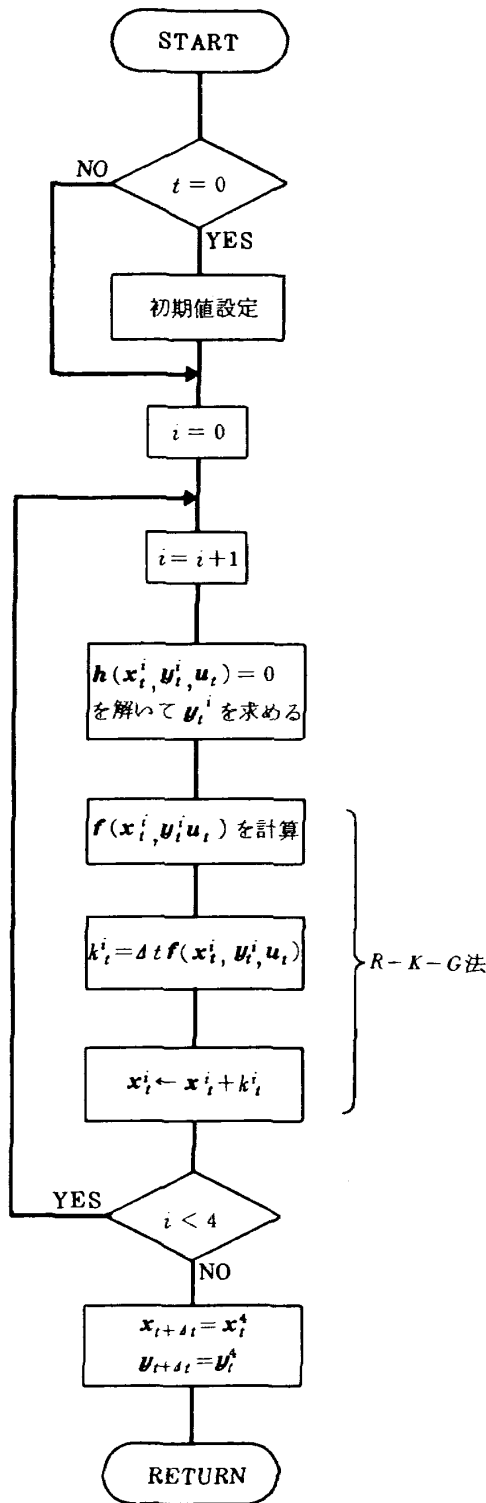 START
NO
t = 0
YES
初期値設定
i = 0
i = i+1
h(x_t^i, y_t^i, u_t) = 0
を解いて y_t^i を求める
f(x_t^i, y_t^i u_t) を計算
k_t^i = Δt f(x_t^i, y_t^i, u_t)
R-K-G法
x_t^i ← x_t^i + k_t^i
YES
i < 4
NO
x_{t+Δt} = x_t^4
y_{t+Δt} = y_t^4
RETURN